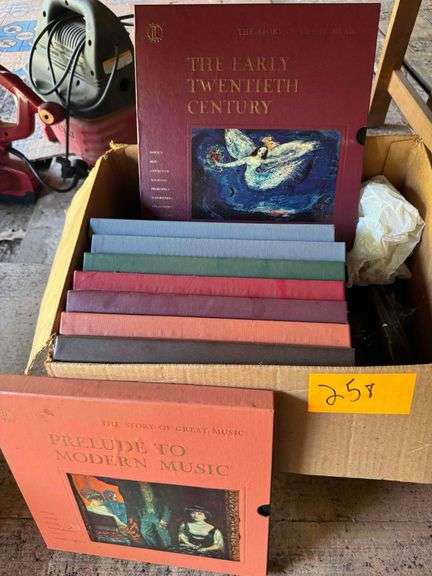 THE STORY OF GREAT MUSIC
THE EARLY
TWENTIETH
CENTURY
258
THE STORY OF GREAT MUSIC
PRELUDE TO
MODERN MUSIC